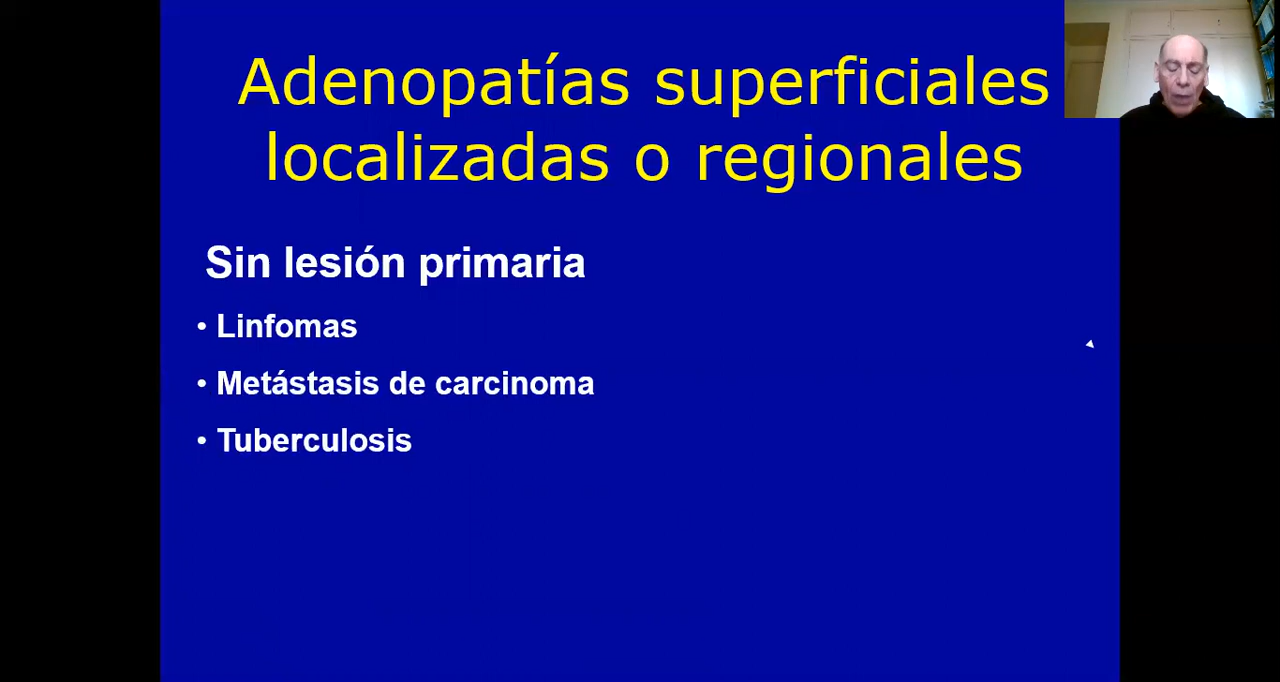 Adenopatías superficiales
localizadas o regionales
Sin lesión primaria
• Linfomas
• Metástasis de carcinoma
• Tuberculosis